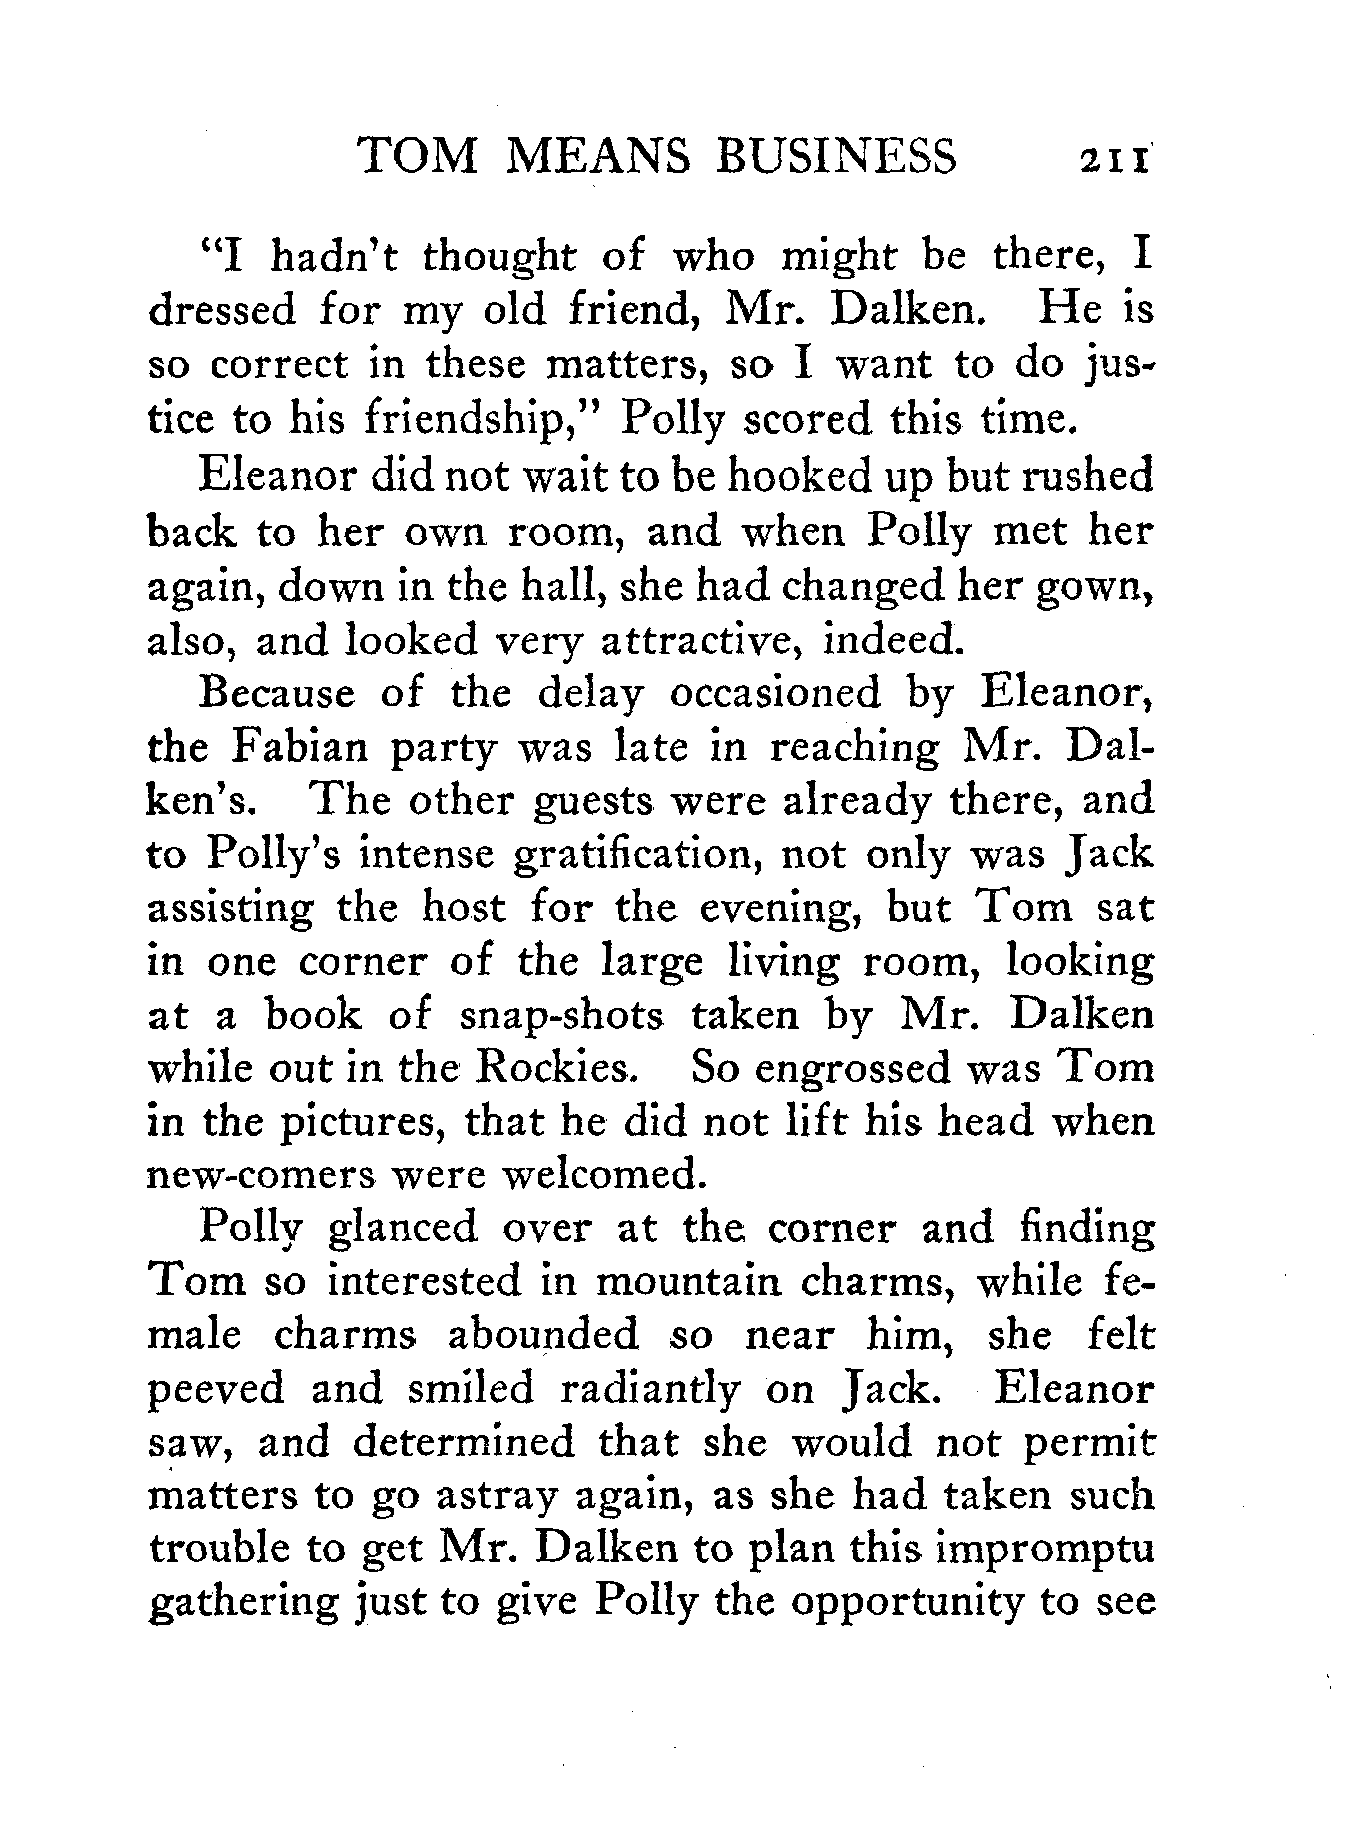 TOM MEANS BUSINESS 211
“I hadn’t thought of who might be there, I
dressed for my old friend, Mr. Dalken. He is
so correct in these matters, so I want to do jus-
tice to his friendship,” Polly scored this time.
Eleanor did not wait to be hooked up but rushed
back to her own room, and when Polly met her
again, down in the hall, she had changed her gown,
also, and looked very attractive, indeed.
Because of the delay occasioned by Eleanor,
the Fabian party was late in reaching Mr. Dal-
ken’s. The other guests were already there, and
to Polly’s intense gratification, not only was Jack
assisting the host for the evening, but Tom sat
in one corner of the large living room, looking
at a book of snap-shots taken by Mr. Dalken
while out in the Rockies. So engrossed was Tom
in the pictures, that he did not lift his head when
new-comers were welcomed.
Polly glanced over at the corner and finding
Tom so interested in mountain charms, while fe-
male charms abounded so near him, she felt
peeved and smiled radiantly on Jack. Eleanor
saw, and determined that she would not permit
matters to go astray again, as she had taken such
trouble to get Mr. Dalken to plan this impromptu
gathering just to give Polly the opportunity to see